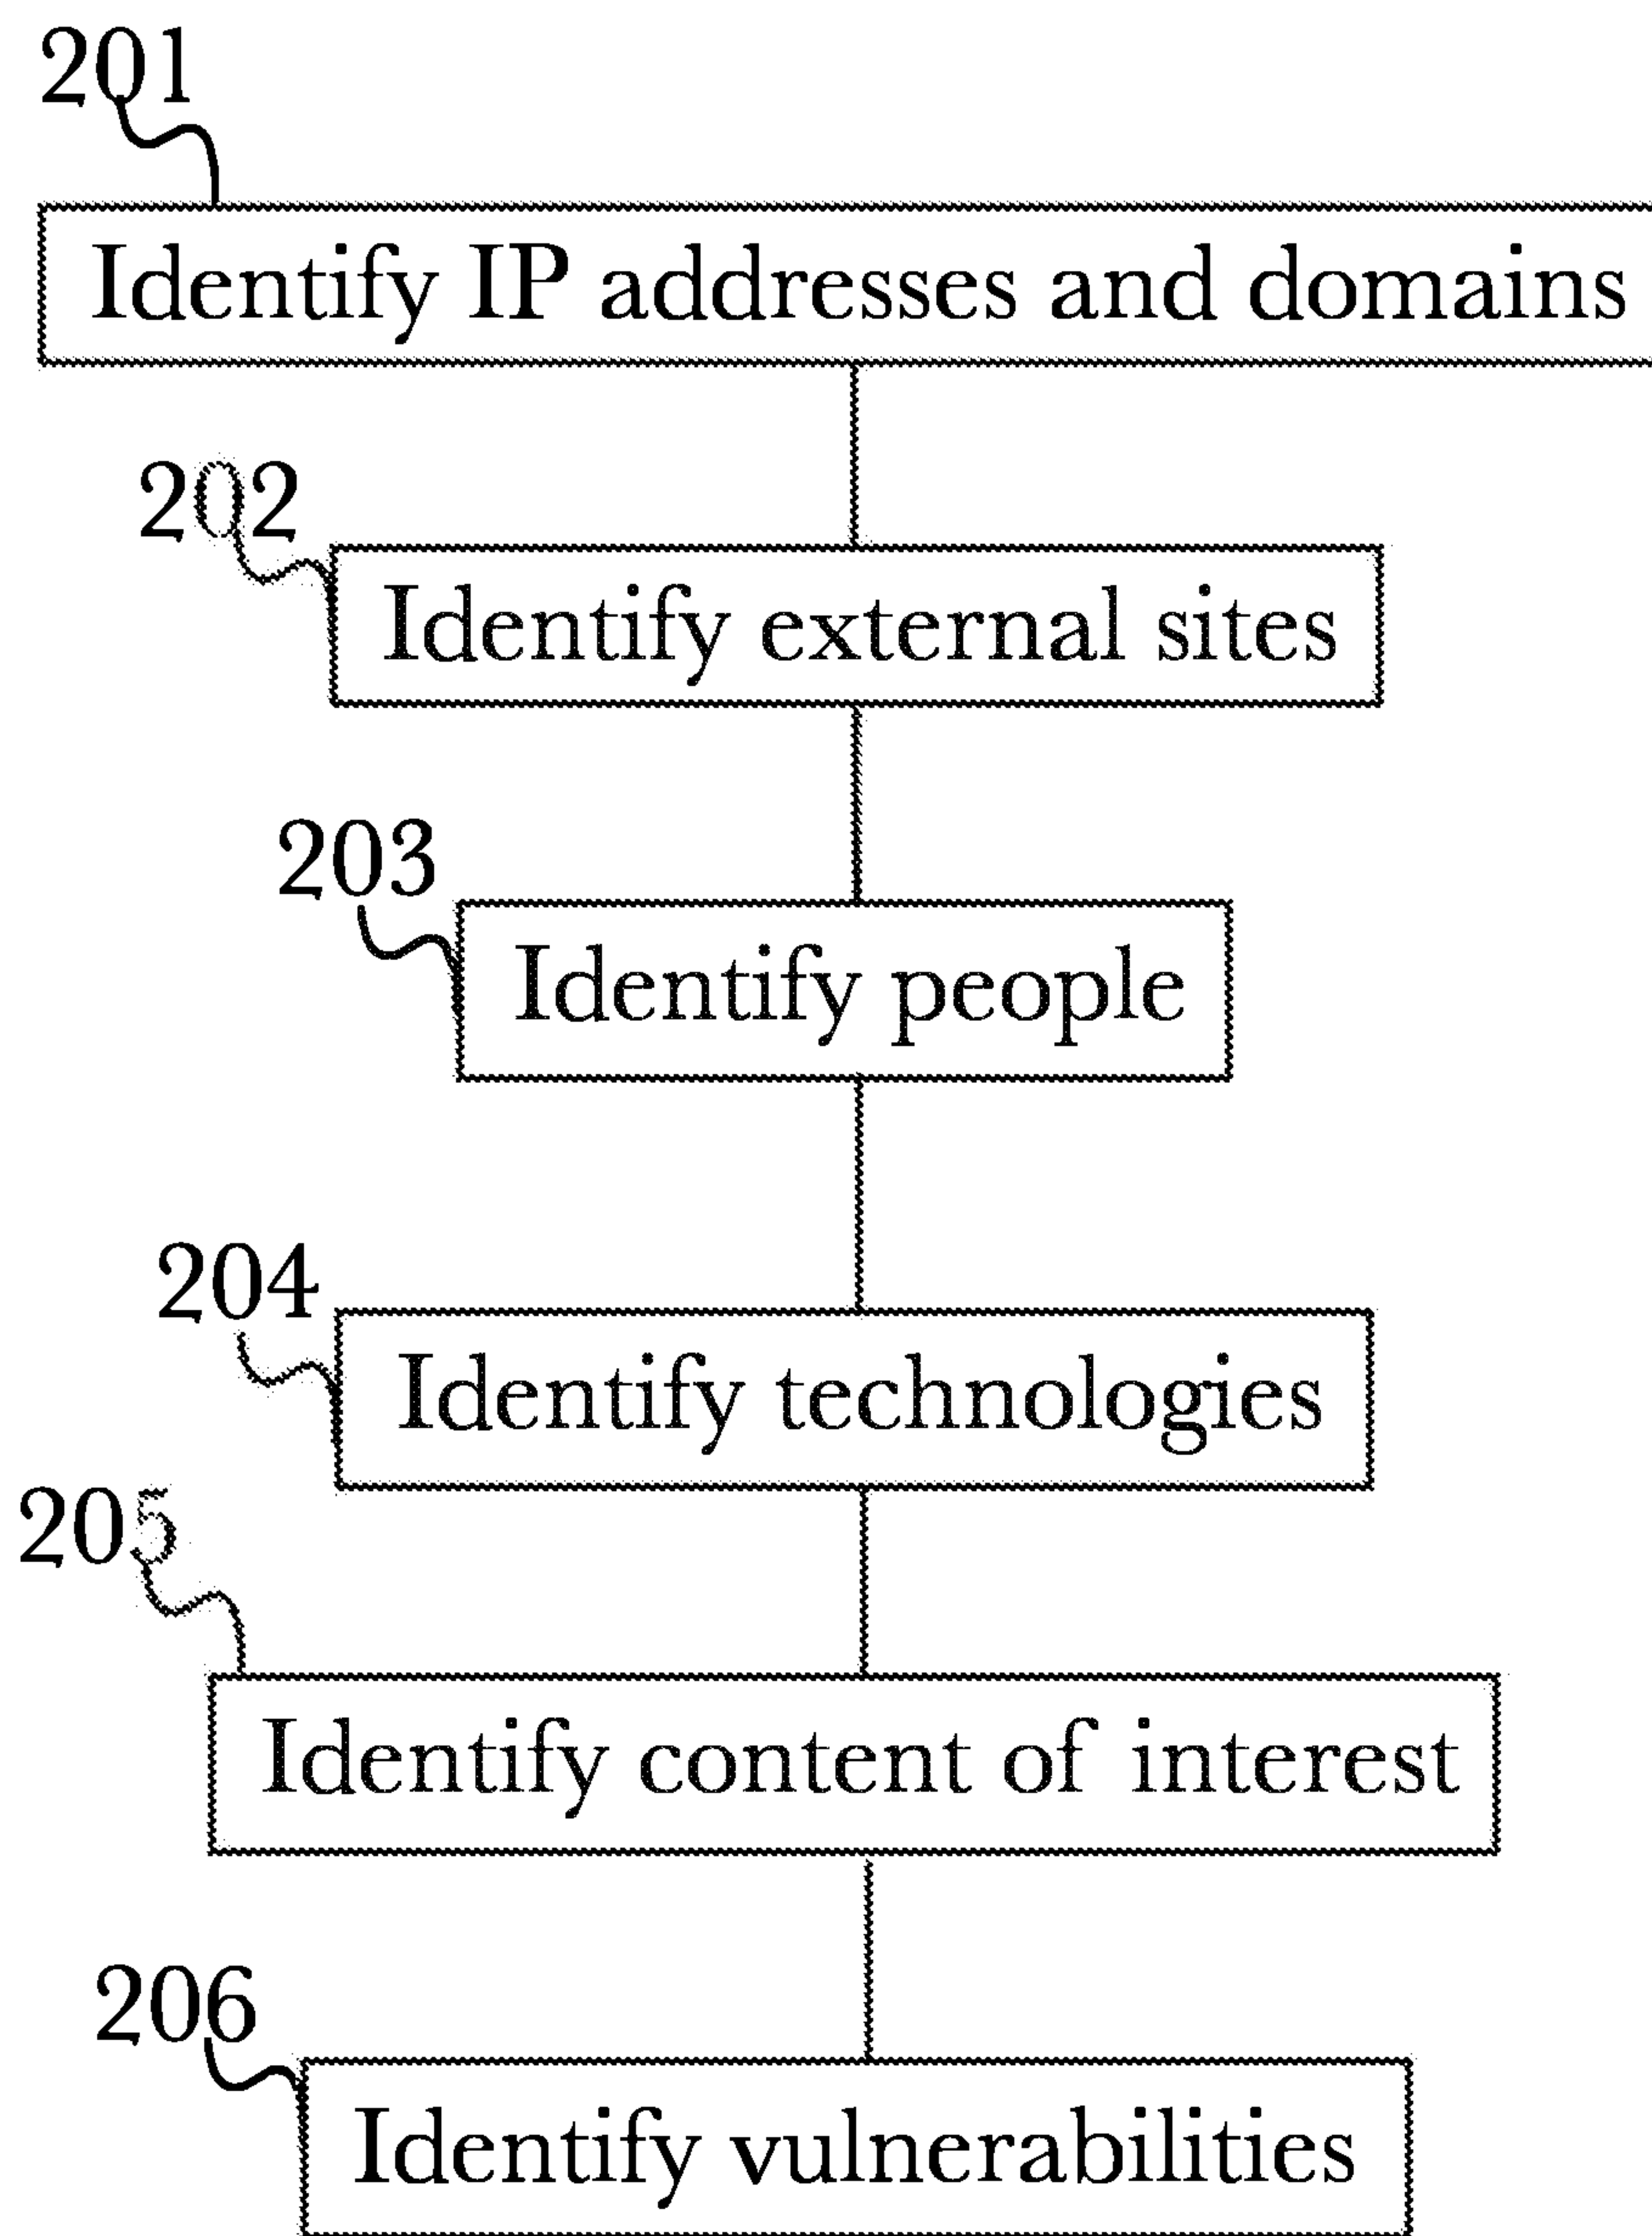 201
Identify IP addresses and domains
202
Identify external sites
203
Identify people
204
Identify technologies
205
Identify content of interest
206
Identify vulnerabilities